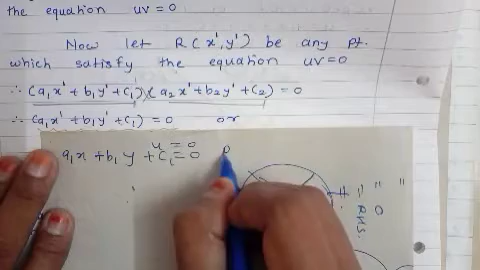 the equation uv = 0
Now let R(x',y') be any pt.
which satisfy the equation uv=0
∴ (a₁x' + b₁y' + c₁)(a₂x' + b₂y' + c₂) = 0
∴ (a₁x' + b₁y' + c₁) = 0 or
u = 0
a₁x + b₁y + c₁ = 0
" "
0
R.H.S.